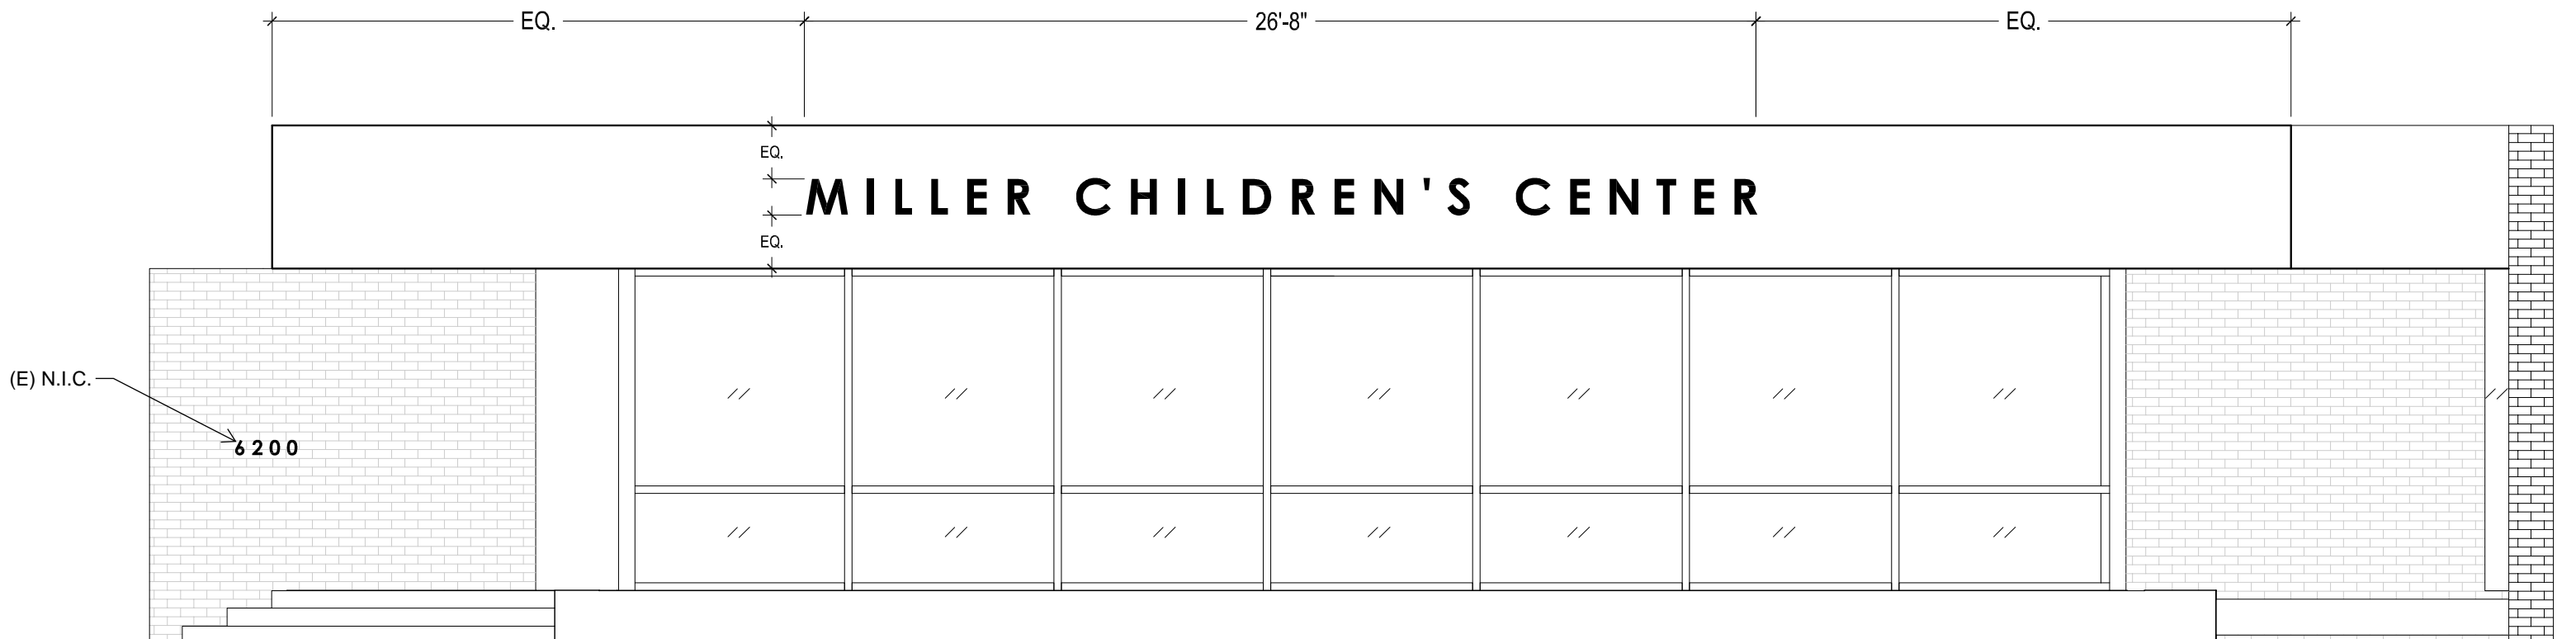 EQ. 26'-8" EQ.
EQ.
MILLER CHILDREN'S CENTER
EQ.
(E) N.I.C.
6200